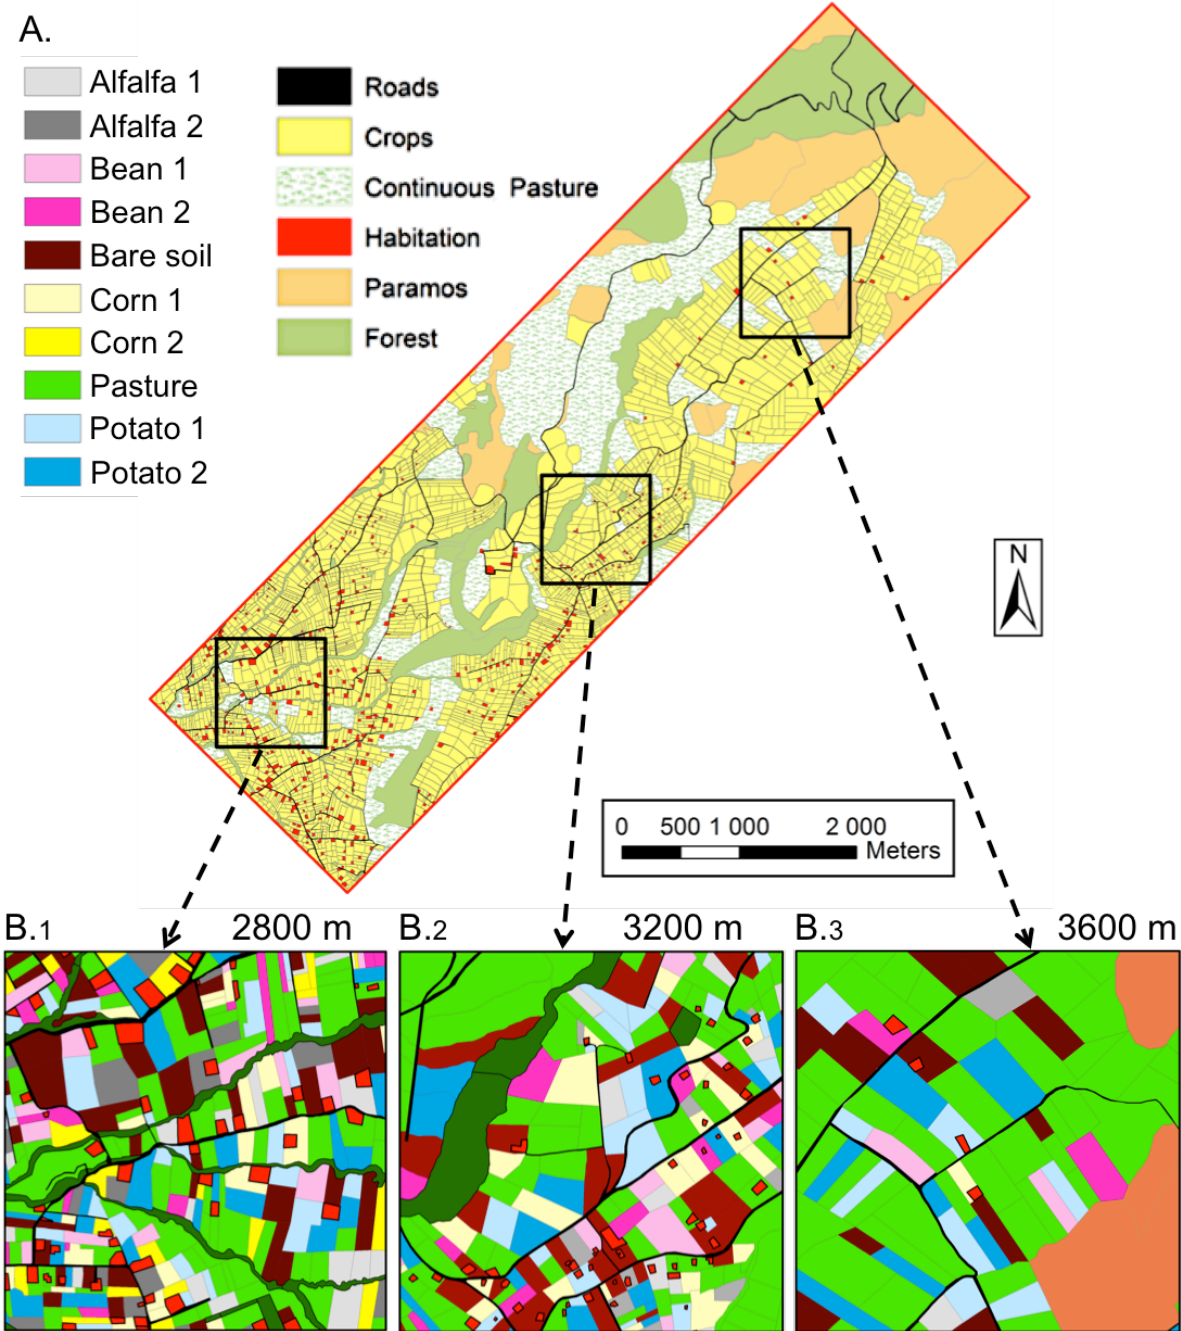 A.
Alfalfa 1
Alfalfa 2
Bean 1
Bean 2
Bare soil
Corn 1
Corn 2
Pasture
Potato 1
Potato 2
Roads
Crops
Continuous Pasture
Habitation
Paramos
Forest
N
0 500 1 000 2 000
Meters
B.1 2800 m
B.2 3200 m
B.3 3600 m